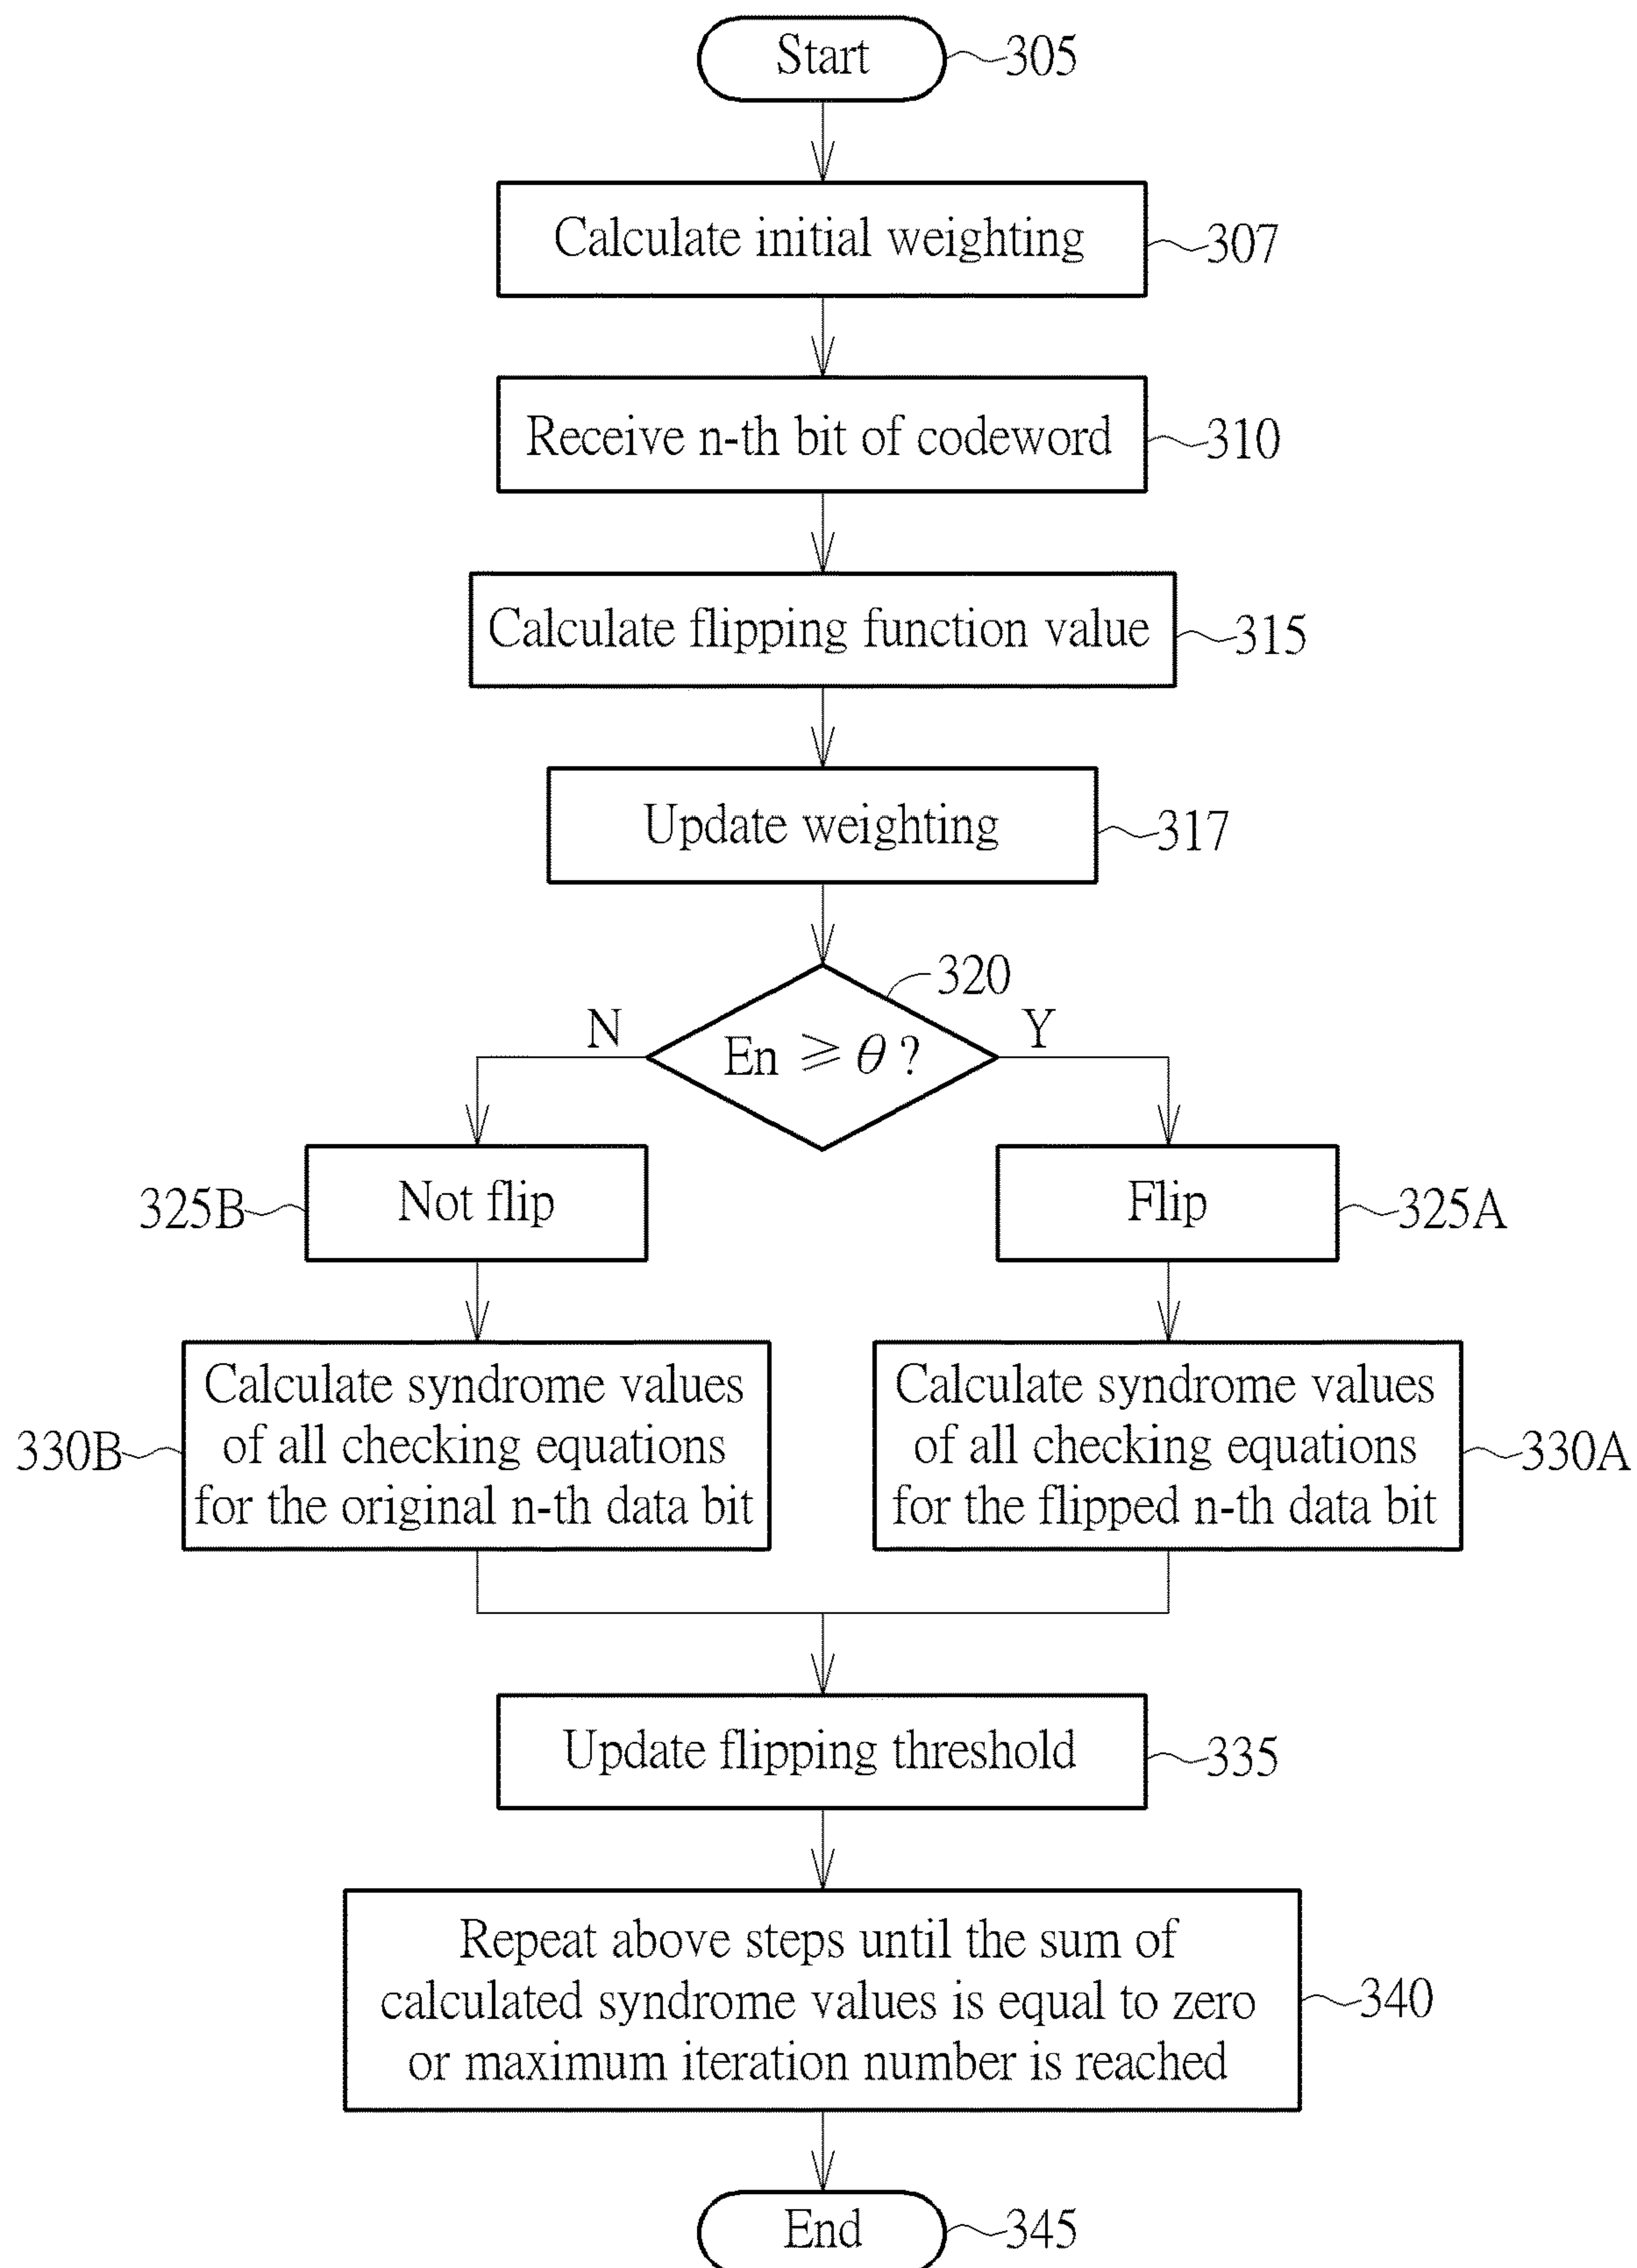 Start
305
Calculate initial weighting
307
Receive n-th bit of codeword
310
Calculate flipping function value
315
Update weighting
317
320
N
En ≥ θ ?
Y
325B
Not flip
Flip
325A
330B
Calculate syndrome values
of all checking equations
for the original n-th data bit
Calculate syndrome values
of all checking equations
for the flipped n-th data bit
330A
Update flipping threshold
335
Repeat above steps until the sum of
calculated syndrome values is equal to zero
or maximum iteration number is reached
340
End
345